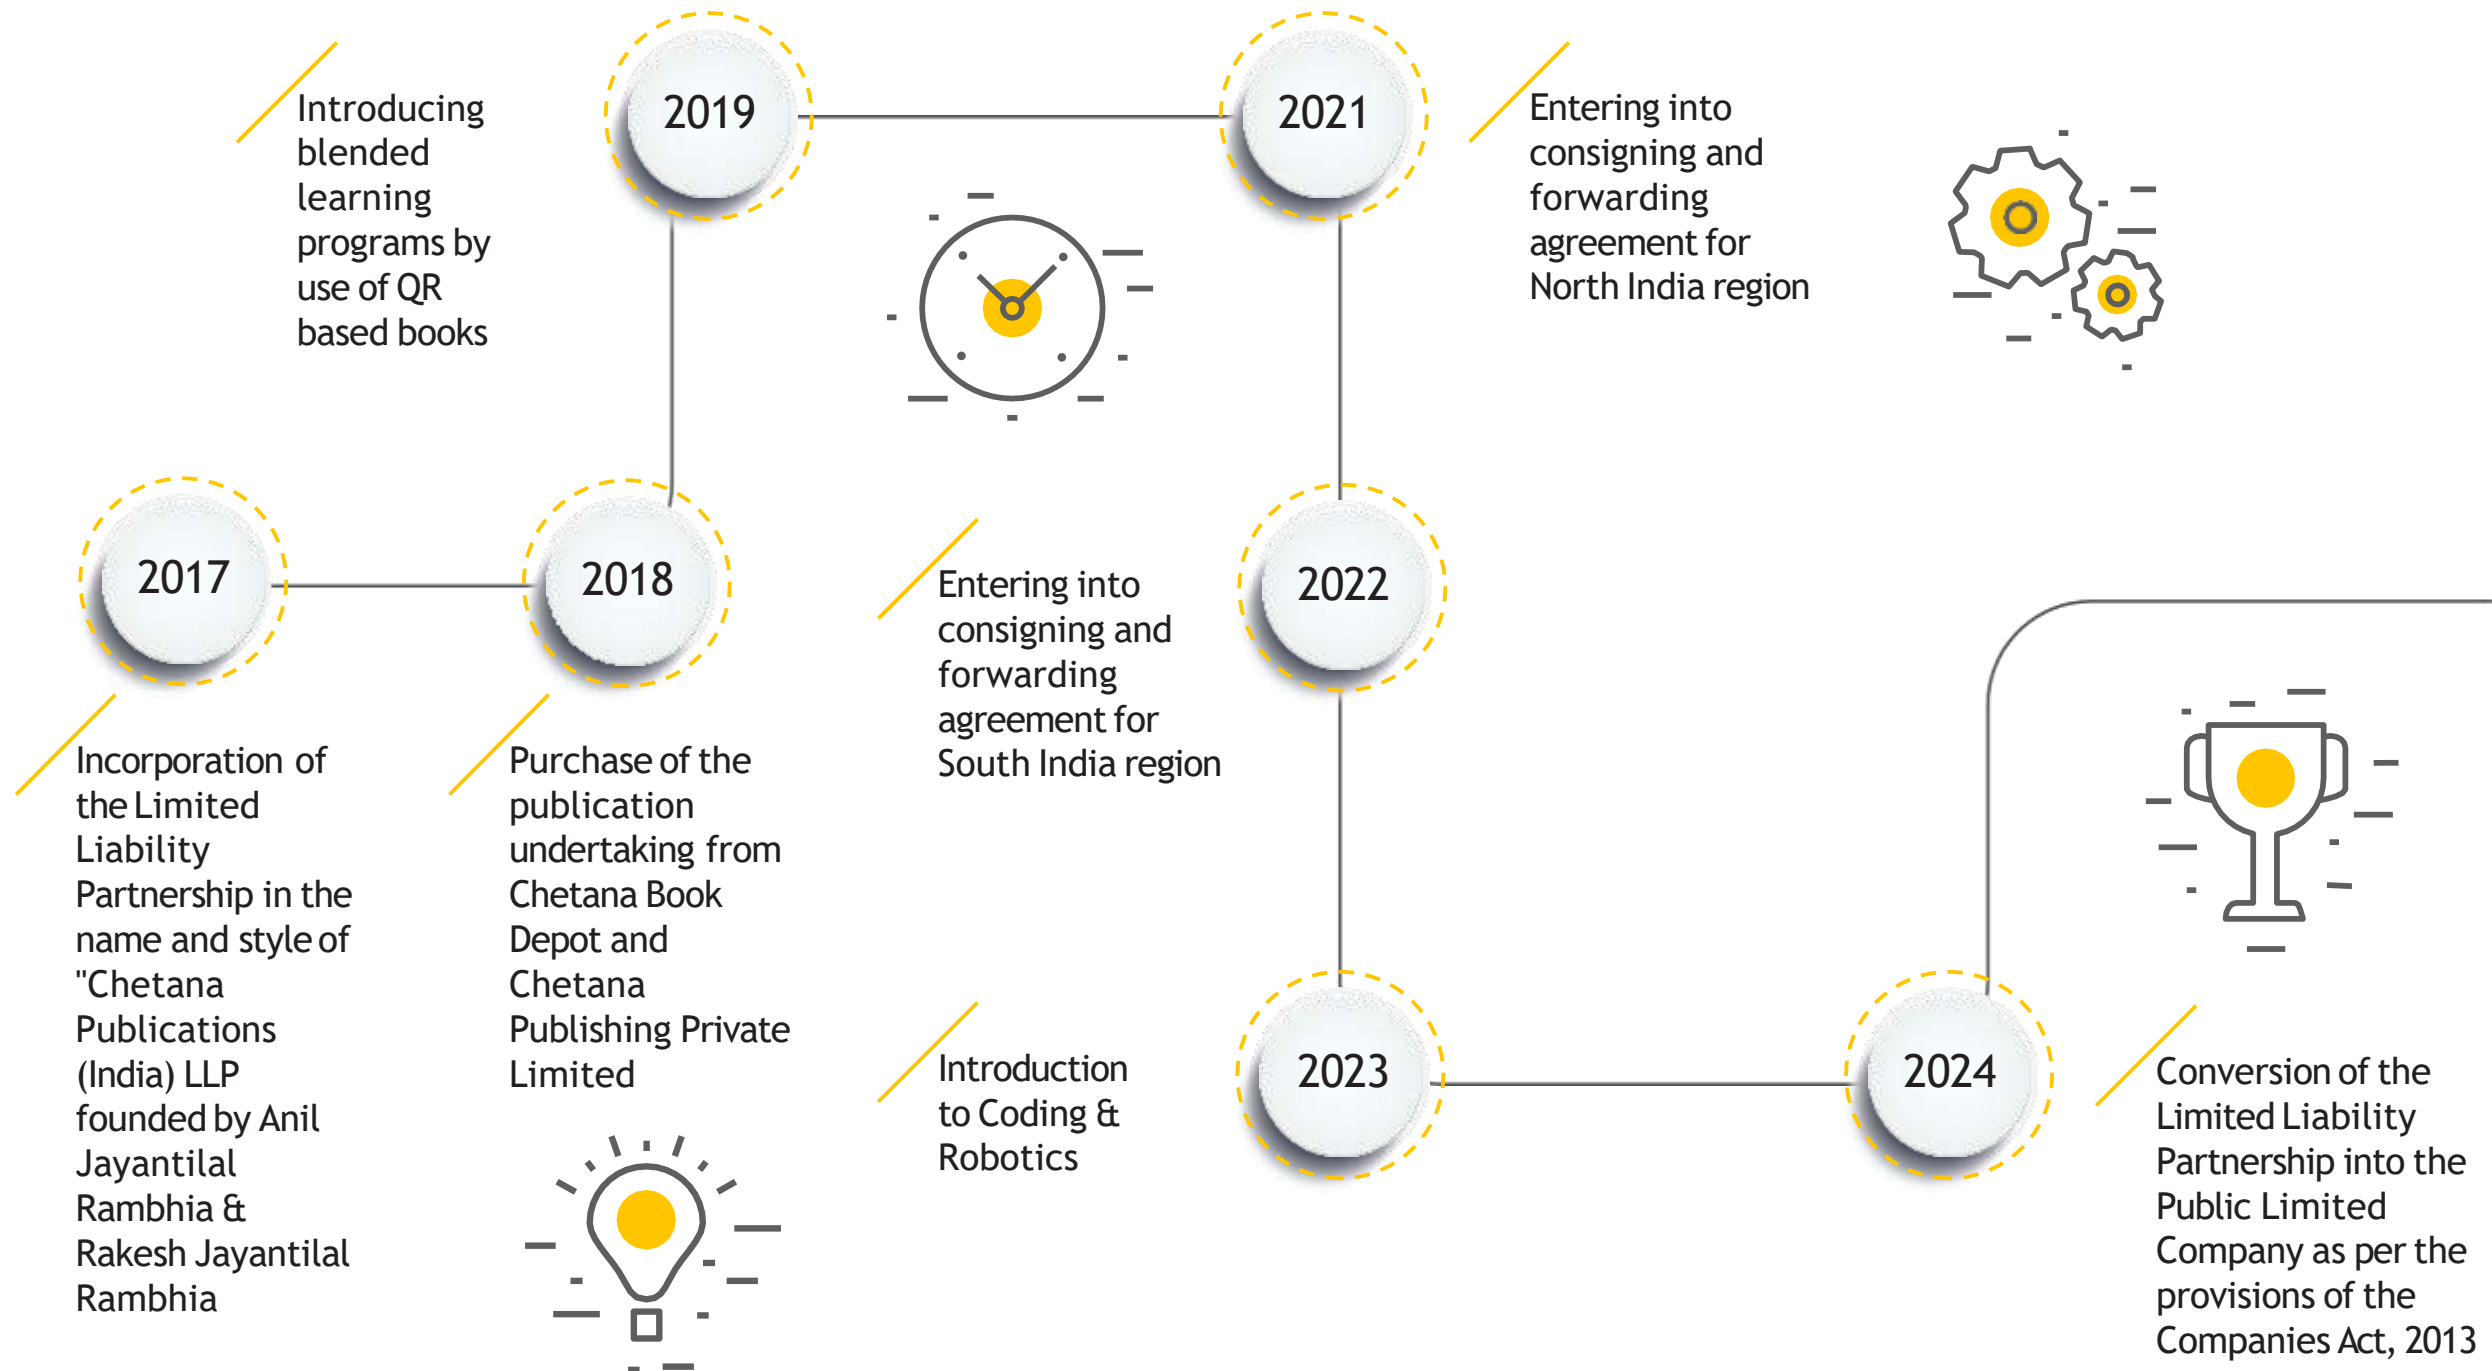 2017
Incorporation of
the Limited
Liability
Partnership in the
name and style of
"Chetana
Publications
(India) LLP
founded by Anil
Jayantilal
Rambhia &
Rakesh Jayantilal
Rambhia
2018
Purchase of the
publication
undertaking from
Chetana Book
Depot and
Chetana
Publishing Private
Limited
2019
Introducing
blended
learning
programs by
use of QR
based books
2021
Entering into
consigning and
forwarding
agreement for
North India region
2022
Entering into
consigning and
forwarding
agreement for
South India region
2023
Introduction
to Coding &
Robotics
2024
Conversion of the
Limited Liability
Partnership into the
Public Limited
Company as per the
provisions of the
Companies Act, 2013